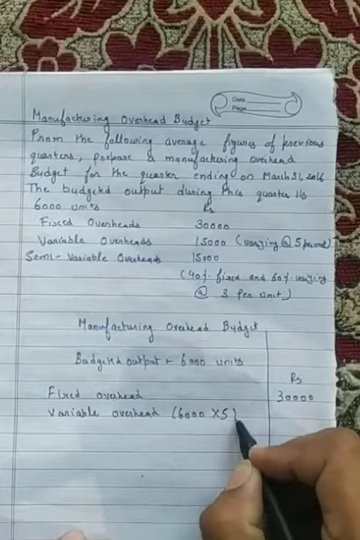 Date
Page
Manufacturing Overhead Budget
From the following average figures of previous
quarters, prepare a manufacturing overhead
Budget for the quarter ending on March 31, 2016
The budgeted output during this quarter is
6000 units Rs
Fixed Overheads 30000
Variable Overheads 15000 (varying @ 5 per unit)
Semi-Variable Overheads 15000
(40% fixed and 60% varying
@ 3 Per unit)
Manufacturing Overhead Budget
Budgeted output - 6000 units
Rs
Fixed overhead 30000
Variable overhead (6000 X5)